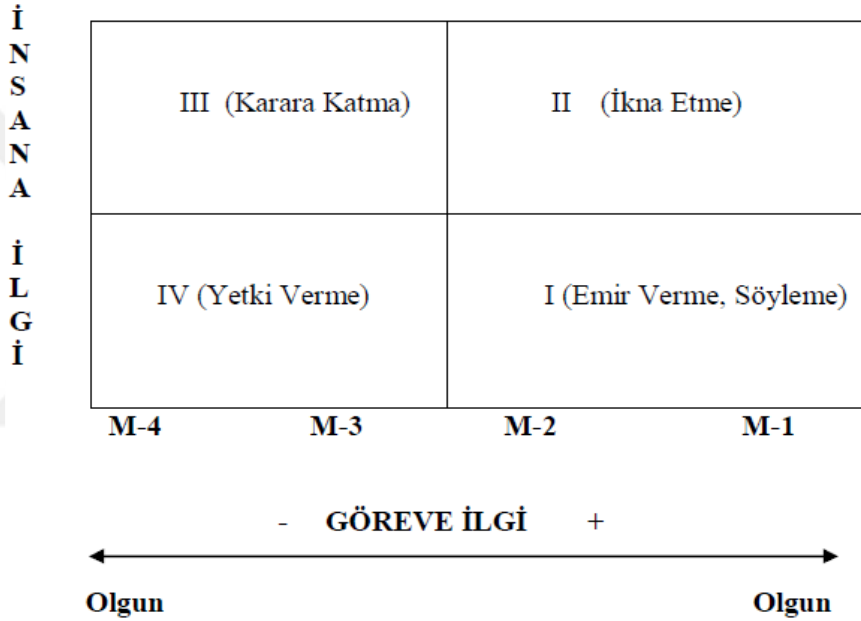 İNSANA İLGİ
III (Karara Katma)
II (İkna Etme)
IV (Yetki Verme)
I (Emir Verme, Söyleme)
M-4 M-3 M-2 M-1
- GÖREVE İLGİ +
Olgun Olgun